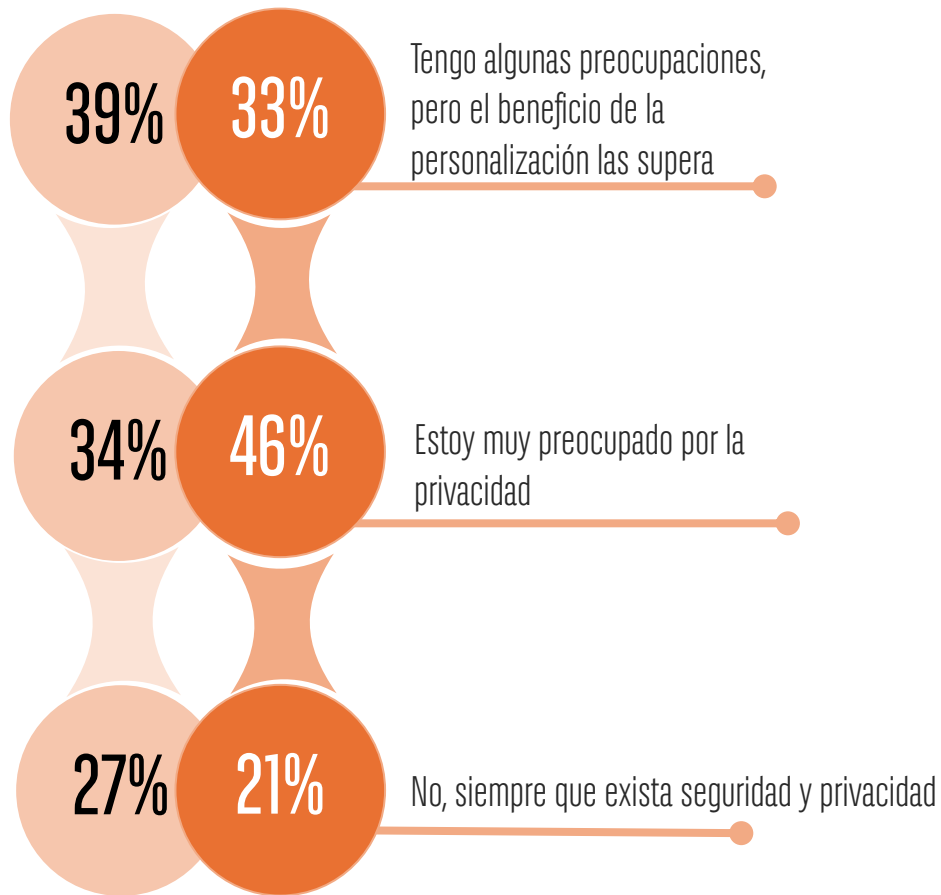 39%
33%
Tengo algunas preocupaciones,
pero el beneficio de la
personalización las supera
34%
46%
Estoy muy preocupado por la
privacidad
27%
21%
No, siempre que exista seguridad y privacidad